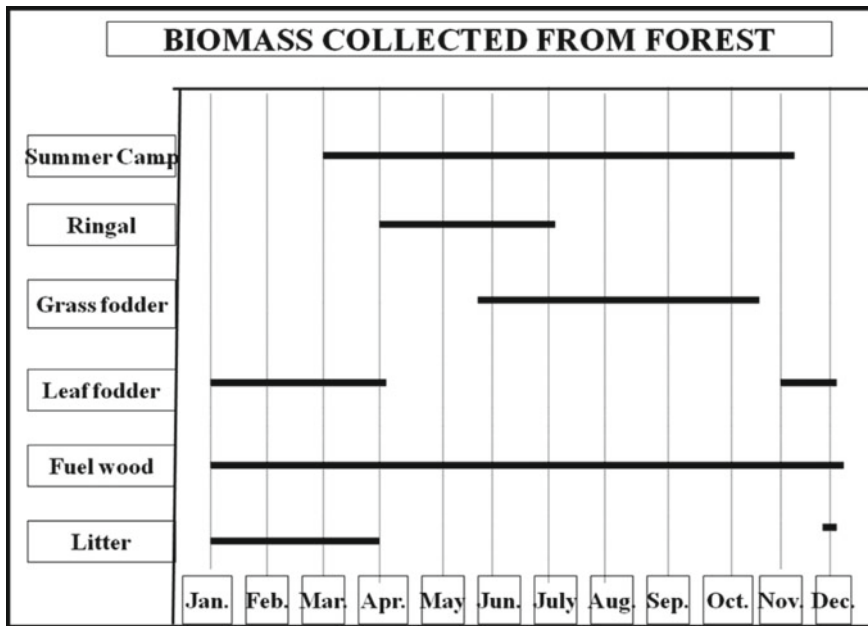 BIOMASS COLLECTED FROM FOREST
Summer Camp
Ringal
Grass fodder
Leaf fodder
Fuel wood
Litter
Jan. Feb. Mar. Apr. May Jun. July Aug. Sep. Oct. Nov. Dec.